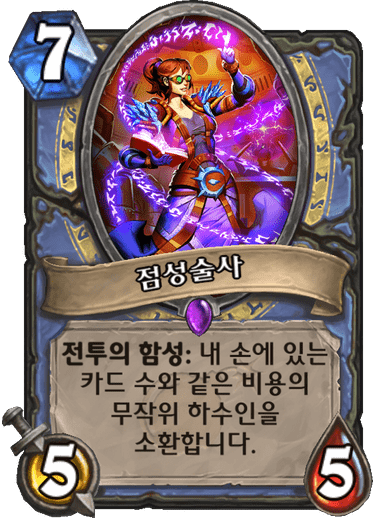 7
점성술사
전투의 함성: 내 손에 있는
카드 수와 같은 비용의
무작위 하수인을
소환합니다.
5
5